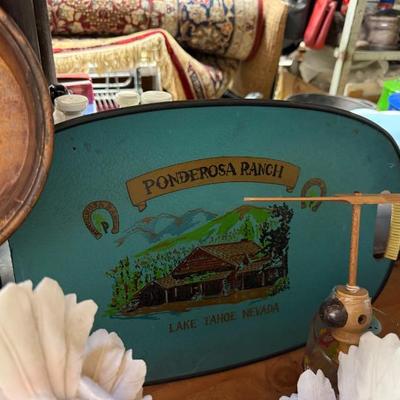 PONDEROSA RANCH
P
LAKE TAHOE NEVADA